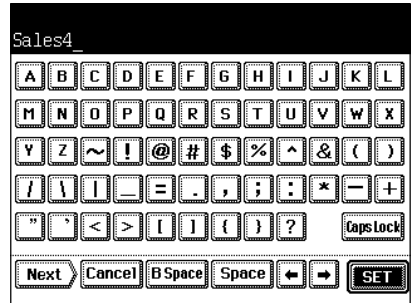 Sales4_
A B C D E F G H I J K L
M N O P Q R S T U V W X
Y Z ~ ! @ # $ % ^ & ( )
/ \ | _ = . , ; : * - +
" ' < > [ ] { } ? Caps Lock
Next Cancel B Space Space ← → SET